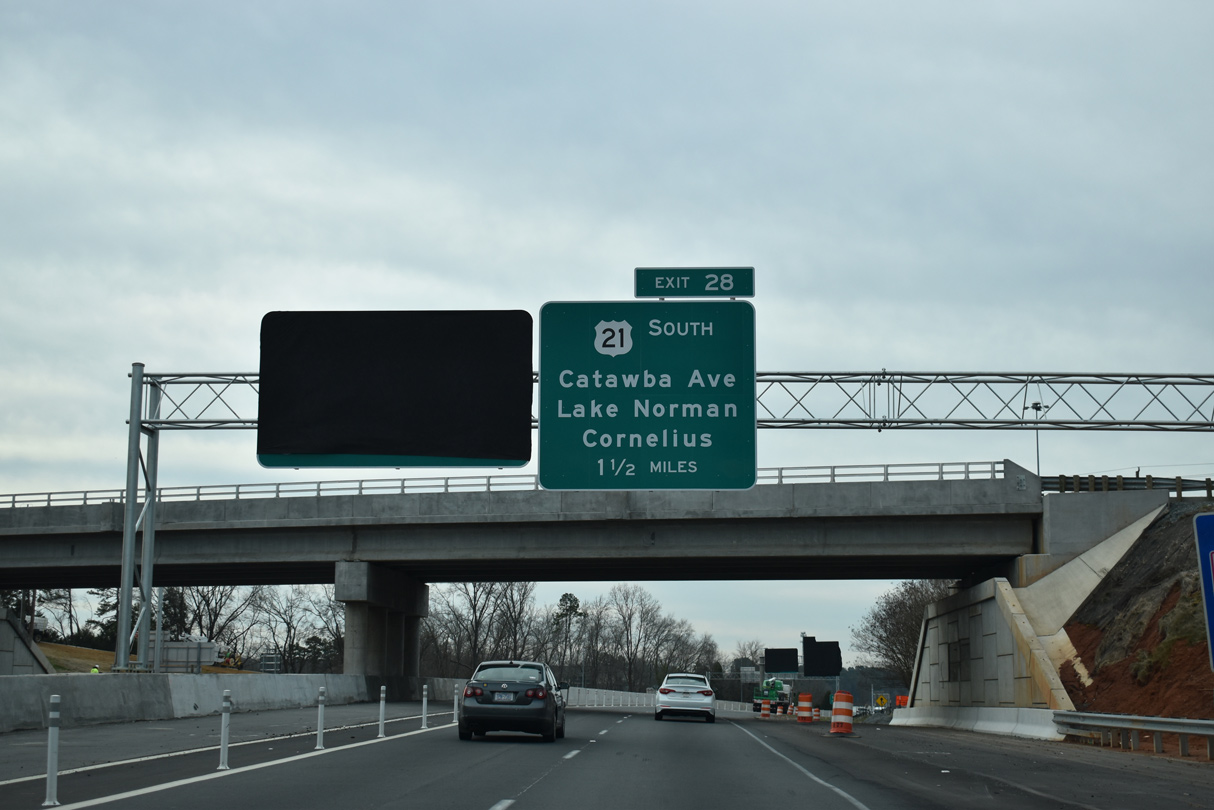 EXIT 28
21 SOUTH
Catawba Ave
Lake Norman
Cornelius
1 1/2 MILES